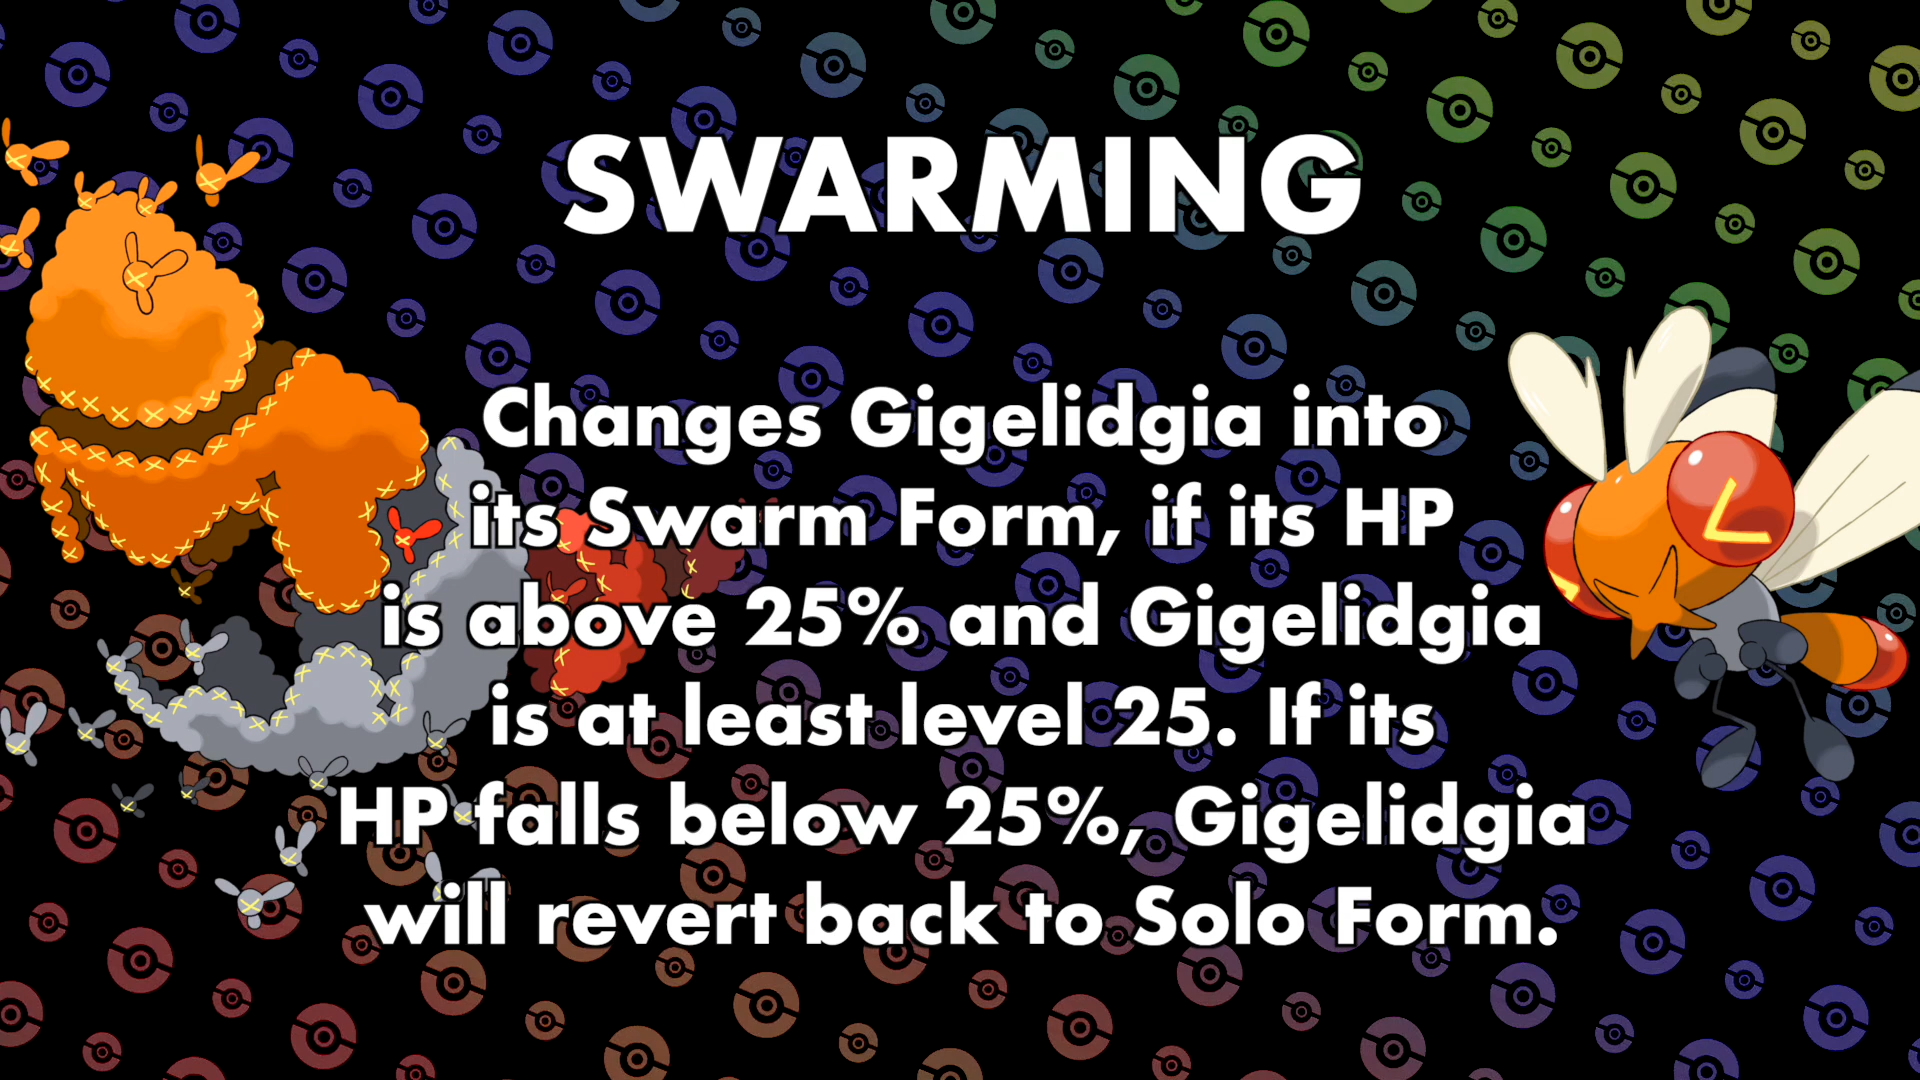 SWARMING
Changes Gigelidgia into
its Swarm Form, if its HP
is above 25% and Gigelidgia
is at least level 25. If its
HP falls below 25%, Gigelidgia
will revert back to Solo Form.